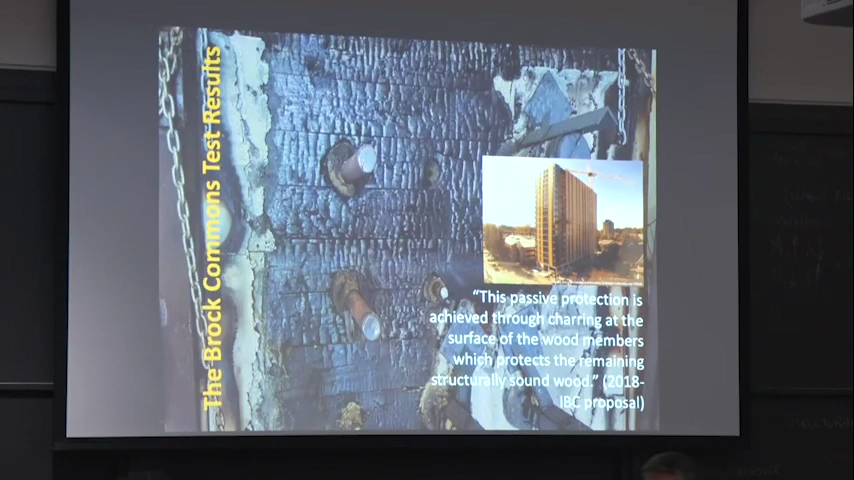 The Brock Commons Test Results
“This passive protection is
achieved through charring at the
surface of the wood members
which protects the remaining
structurally sound wood.” (2018-
IBC proposal)